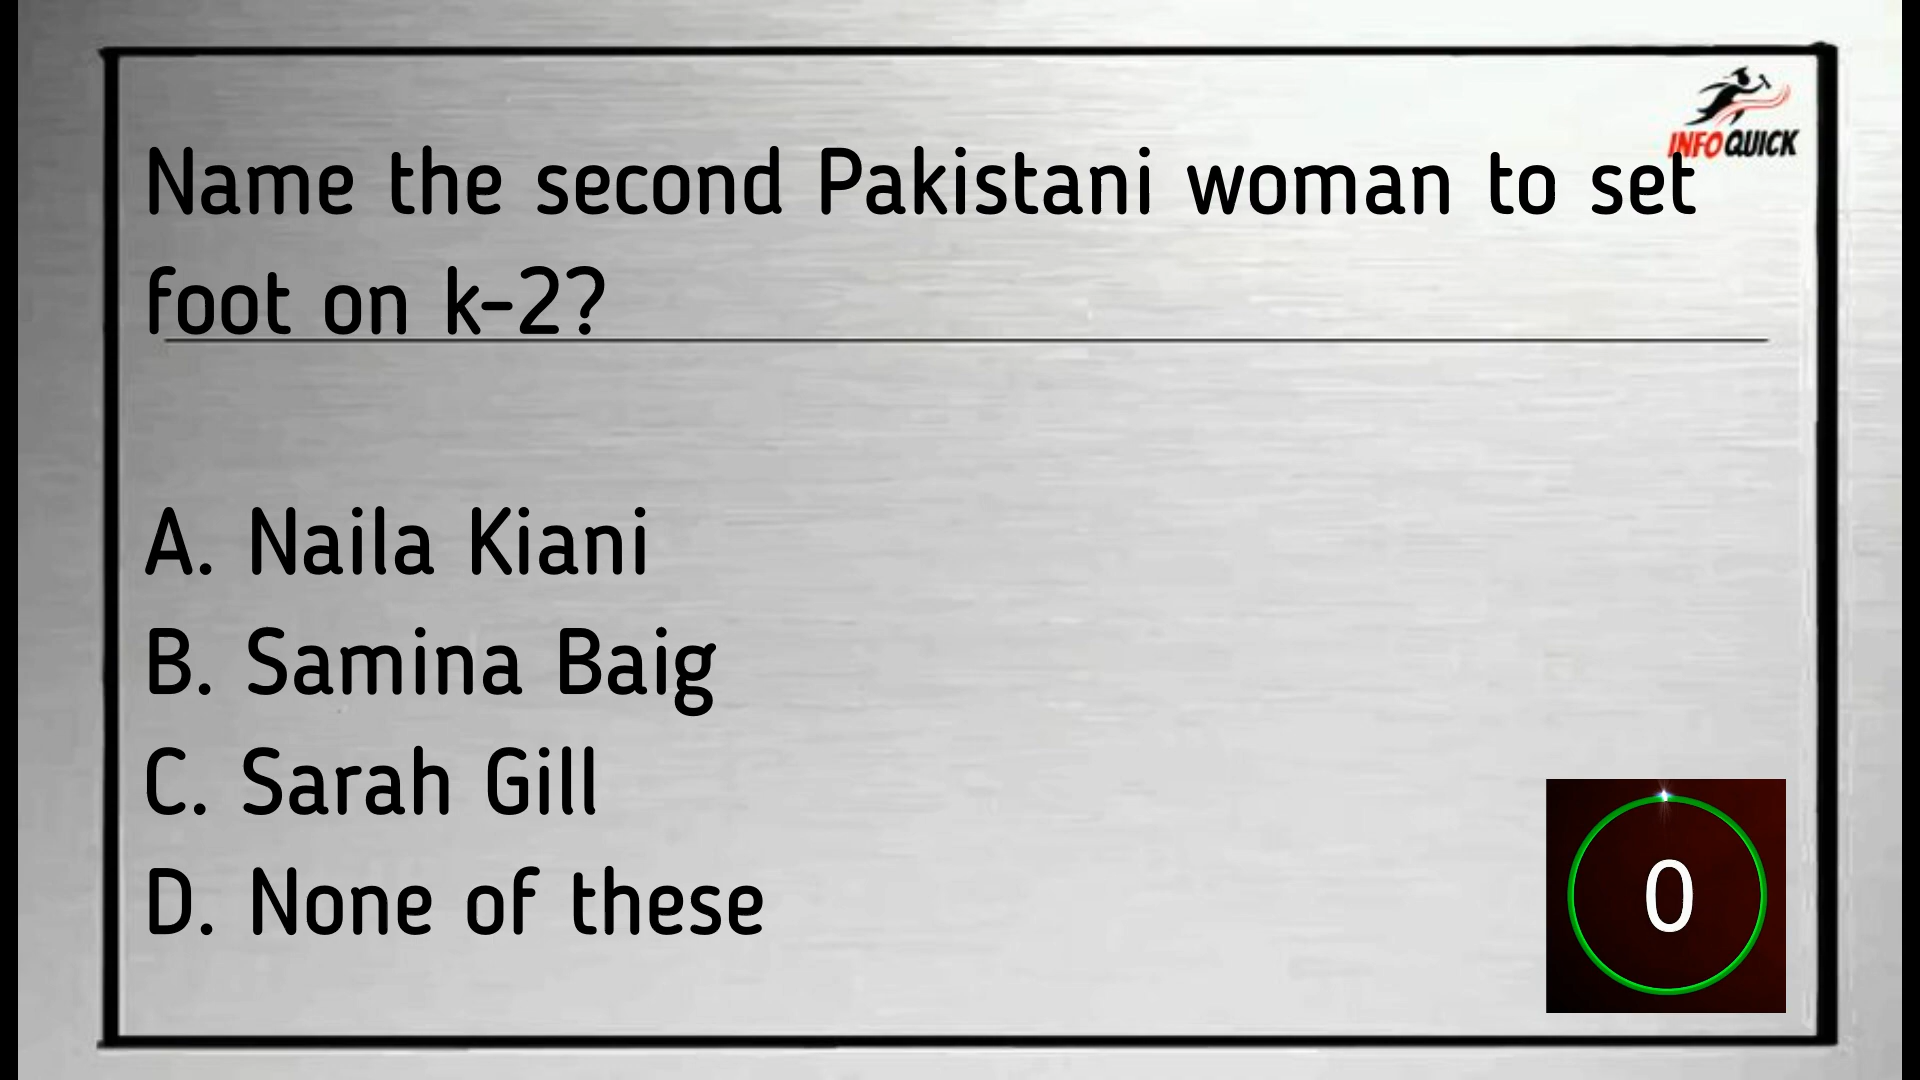 INFO QUICK
Name the second Pakistani woman to set
foot on k-2?
A. Naila Kiani
B. Samina Baig
C. Sarah Gill
D. None of these
0